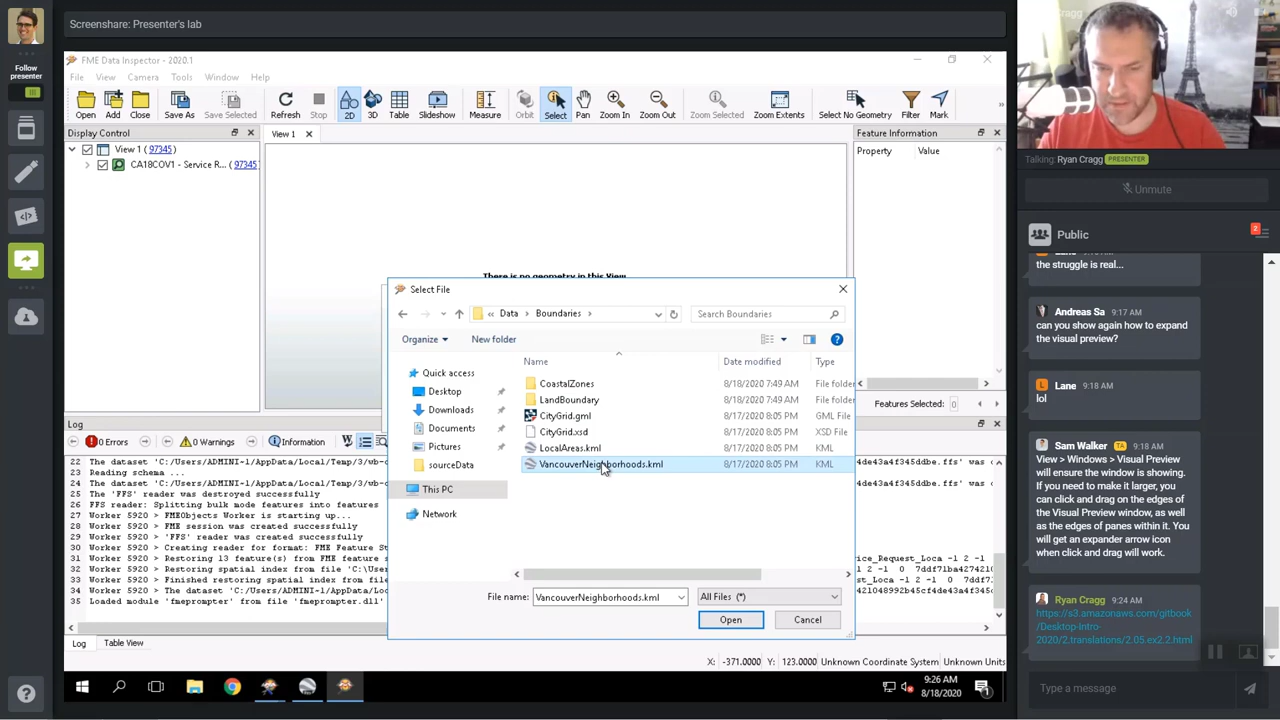 Screenshare: Presenter's lab
Follow
presenter
FME Data Inspector - 2020.1
File View Camera Tools Window Help
Open Add Close Save As Save Selected Refresh Stop 2D 3D Table Slideshow Measure Orbit Select Pan Zoom In Zoom Out Zoom Selected Zoom Extents Select No Geometry Filter Mark
Display Control
View 1
Feature Information
View 1 (97345)
CA18COV1 - Service R... (97345)
Property Value
There is no geometry in this View
Select File
« Data › Boundaries ›
Search Boundaries
Organize
New folder
Name Date modified Type
Quick access
Desktop
Downloads
Documents
Pictures
sourceData
This PC
Network
CoastalZones 8/18/2020 7:49 AM File folder
LandBoundary 8/18/2020 7:49 AM File folder
CityGrid.gml 8/17/2020 8:05 PM GML File
CityGrid.xsd 8/17/2020 8:05 PM XSD File
LocalAreas.kml 8/17/2020 8:05 PM KML
VancouverNeighborhoods.kml 8/17/2020 8:05 PM KML
File name: VancouverNeighborhoods.kml All Files (*)
Open Cancel
Features Selected: 0
Log
0 Errors 0 Warnings Information
22 The dataset 'C:/Users/ADMINI~1/AppData/Local/Temp/3/wb-c
23 Reading schema ...
24 The 'FFS' reader was destroyed successfully
25 The dataset 'C:/Users/ADMINI~1/AppData/Local/Temp/3/wb-c
26 FFS reader: Splitting bulk mode features into features
27 Worker 5920 > FMEObjects Worker is starting up...
28 Worker 5920 > FME session was created successfully
29 Worker 5920 > 'FFS' reader was created successfully
30 Worker 5920 > Creating reader for format: FME Feature St
31 Worker 5920 > Restoring 13 feature(s) from FME feature s
32 Worker 5920 > Restoring spatial index from file 'C:\User
33 Worker 5920 > Finished restoring spatial index from file
34 Worker 5920 > The dataset 'C:/Users/ADMINI~1/AppData/Loc
35 Loaded module 'fmeprompter' from file 'fmeprompter.dll'
Log Table View
X: -371.0000 Y: 123.0000 Unknown Coordinate System Unknown Units
9:26 AM
8/18/2020
Talking: Ryan Cragg PRESENTER
Unmute
Public
2
the struggle is real...
Andreas Sa 9:17 AM
can you show again how to expand
the visual preview?
Lane 9:18 AM
lol
Sam Walker TA 9:18 AM
View > Windows > Visual Preview
will ensure the window is showing.
If you need to make it larger, you
can click and drag on the edges of
the Visual Preview window, as well
as the edges of panes within it. You
will get an expander arrow icon
when click and drag will work.
Ryan Cragg 9:24 AM
https://s3.amazonaws.com/gitbook
/Desktop-Intro-
2020/2.translations/2.05.ex2.2.html
Type a message